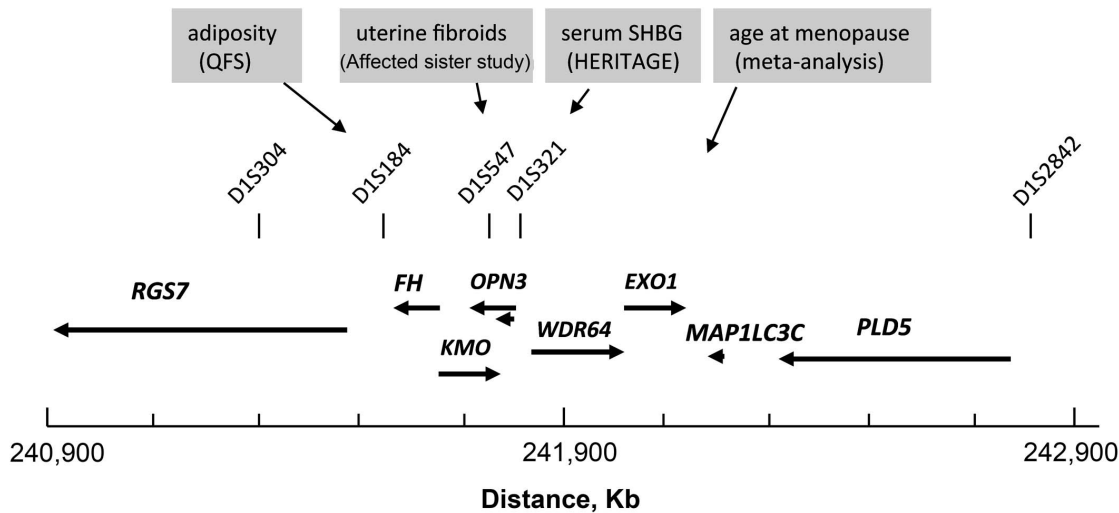 adiposity
(QFS)
uterine fibroids
(Affected sister study)
serum SHBG
(HERITAGE)
age at menopause
(meta-analysis)
D1S304
D1S184
D1S547
D1S321
D1S2842
RGS7
FH
OPN3
EXO1
KMO
WDR64
MAP1LC3C
PLD5
240,900
241,900
242,900
Distance, Kb